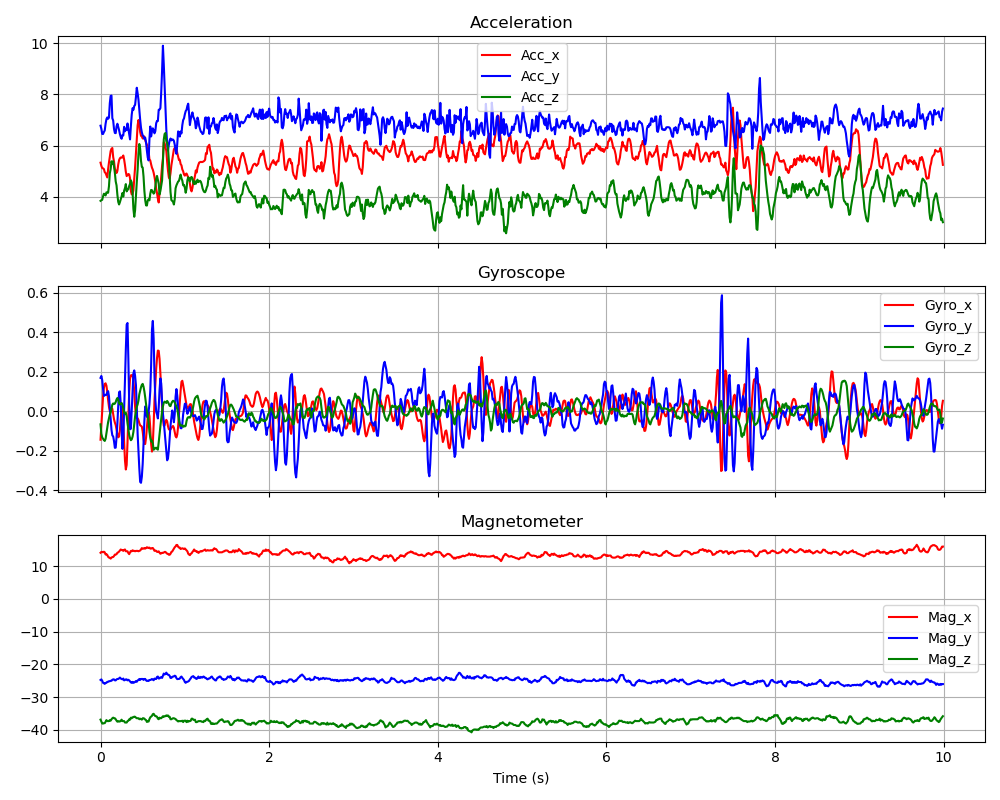 Acceleration
10
8
6
4
Acc_x
Acc_y
Acc_z
Gyroscope
0.6
0.4
0.2
0.0
−0.2
−0.4
Gyro_x
Gyro_y
Gyro_z
Magnetometer
10
0
−10
−20
−30
−40
Mag_x
Mag_y
Mag_z
0 2 4 6 8 10
Time (s)